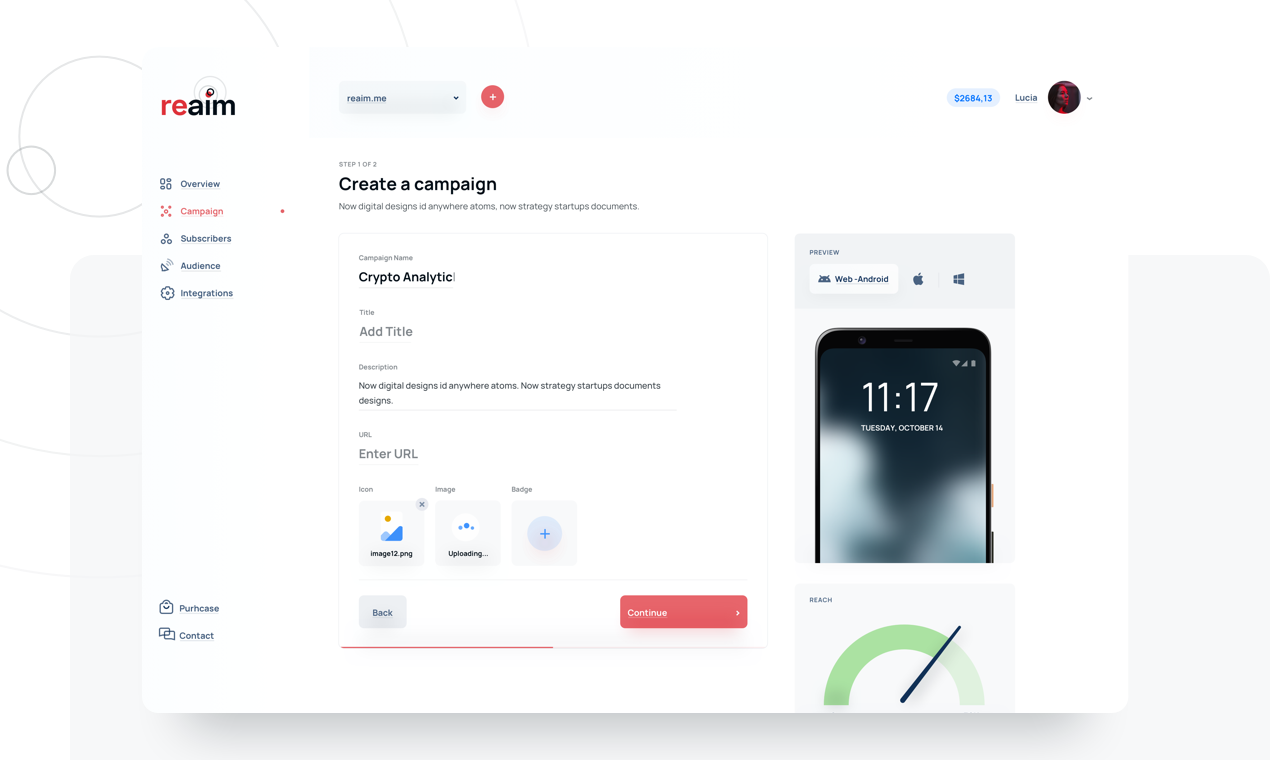 reaim
reaim.me
$2684,13
Lucia
Overview
Campaign
Subscribers
Audience
Integrations
Purhcase
Contact
STEP 1 OF 2
Create a campaign
Now digital designs id anywhere atoms, now strategy startups documents.
Campaign Name
Crypto Analytic
Title
Add Title
Description
Now digital designs id anywhere atoms. Now strategy startups documents
designs.
URL
Enter URL
Icon
Image
Badge
image12.png
Uploading...
Back
Continue
PREVIEW
Web -Android
11:17
TUESDAY, OCTOBER 14
REACH